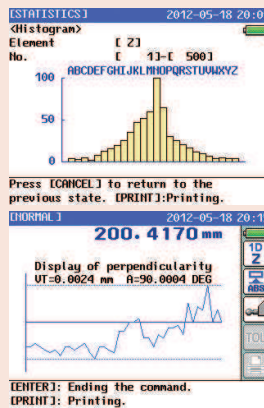 [STATISTICS] 2012-05-18 20:0
<Histogram>
Element [ Z]
No. [ 1]-[ 500]
100 ABCDEFGHIJKLMNOPQRSTUVWXYZ
50
0
Press [CANCEL] to return to the
previous state. [PRINT]:Printing.
[NORMAL] 2012-05-18 20:1
200.4170 mm
1D
Z
Display of perpendicularity
VT=0.0024 mm A=90.0004 DEG
ABS
TOL
[ENTER]: Ending the command.
[PRINT]: Printing.